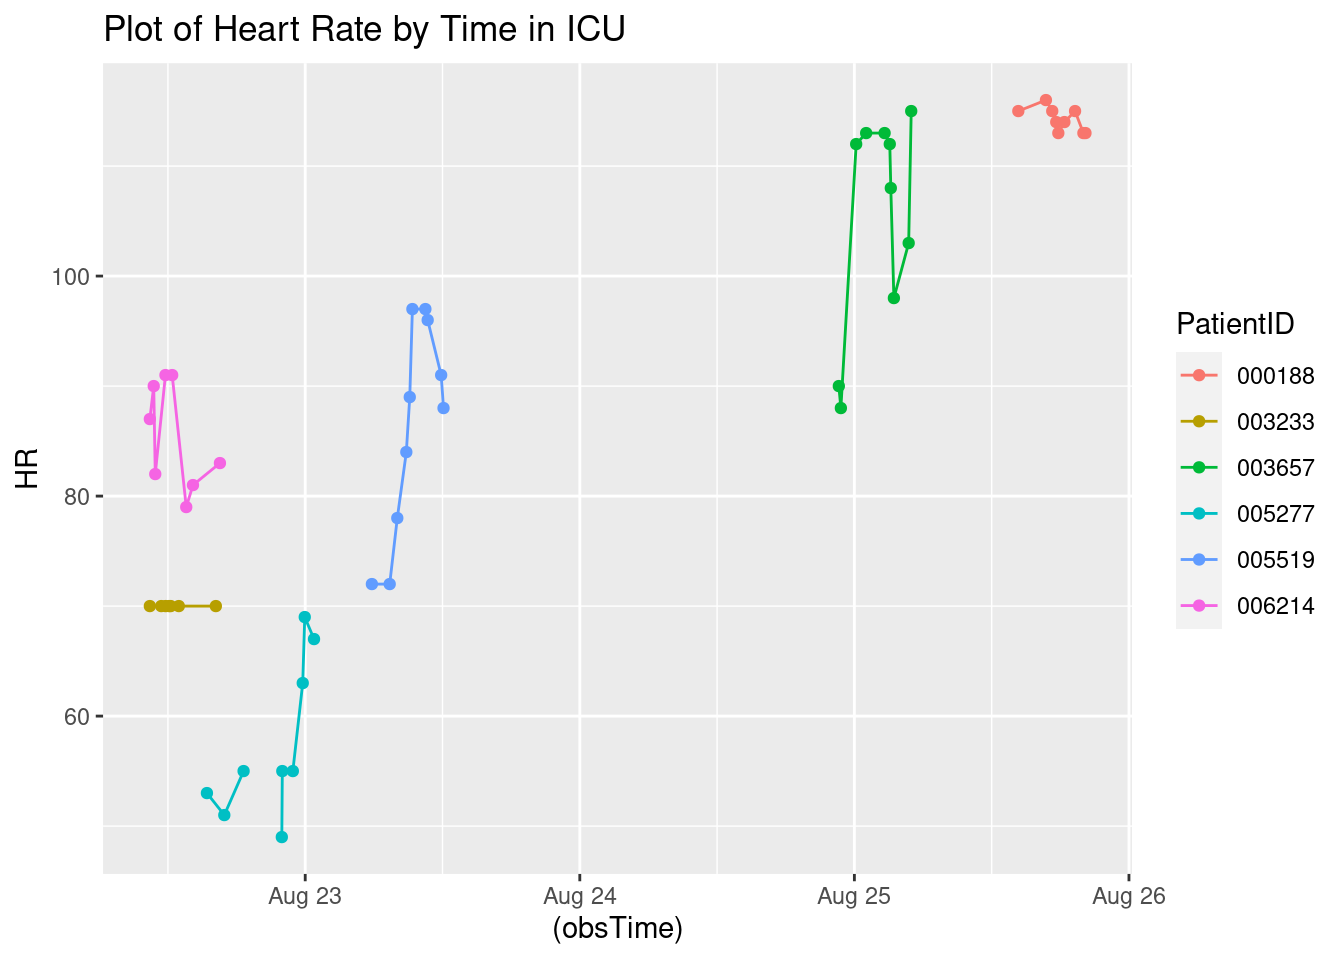 Plot of Heart Rate by Time in ICU
HR
100
80
60
Aug 23
Aug 24
Aug 25
Aug 26
(obsTime)
PatientID
000188
003233
003657
005277
005519
006214